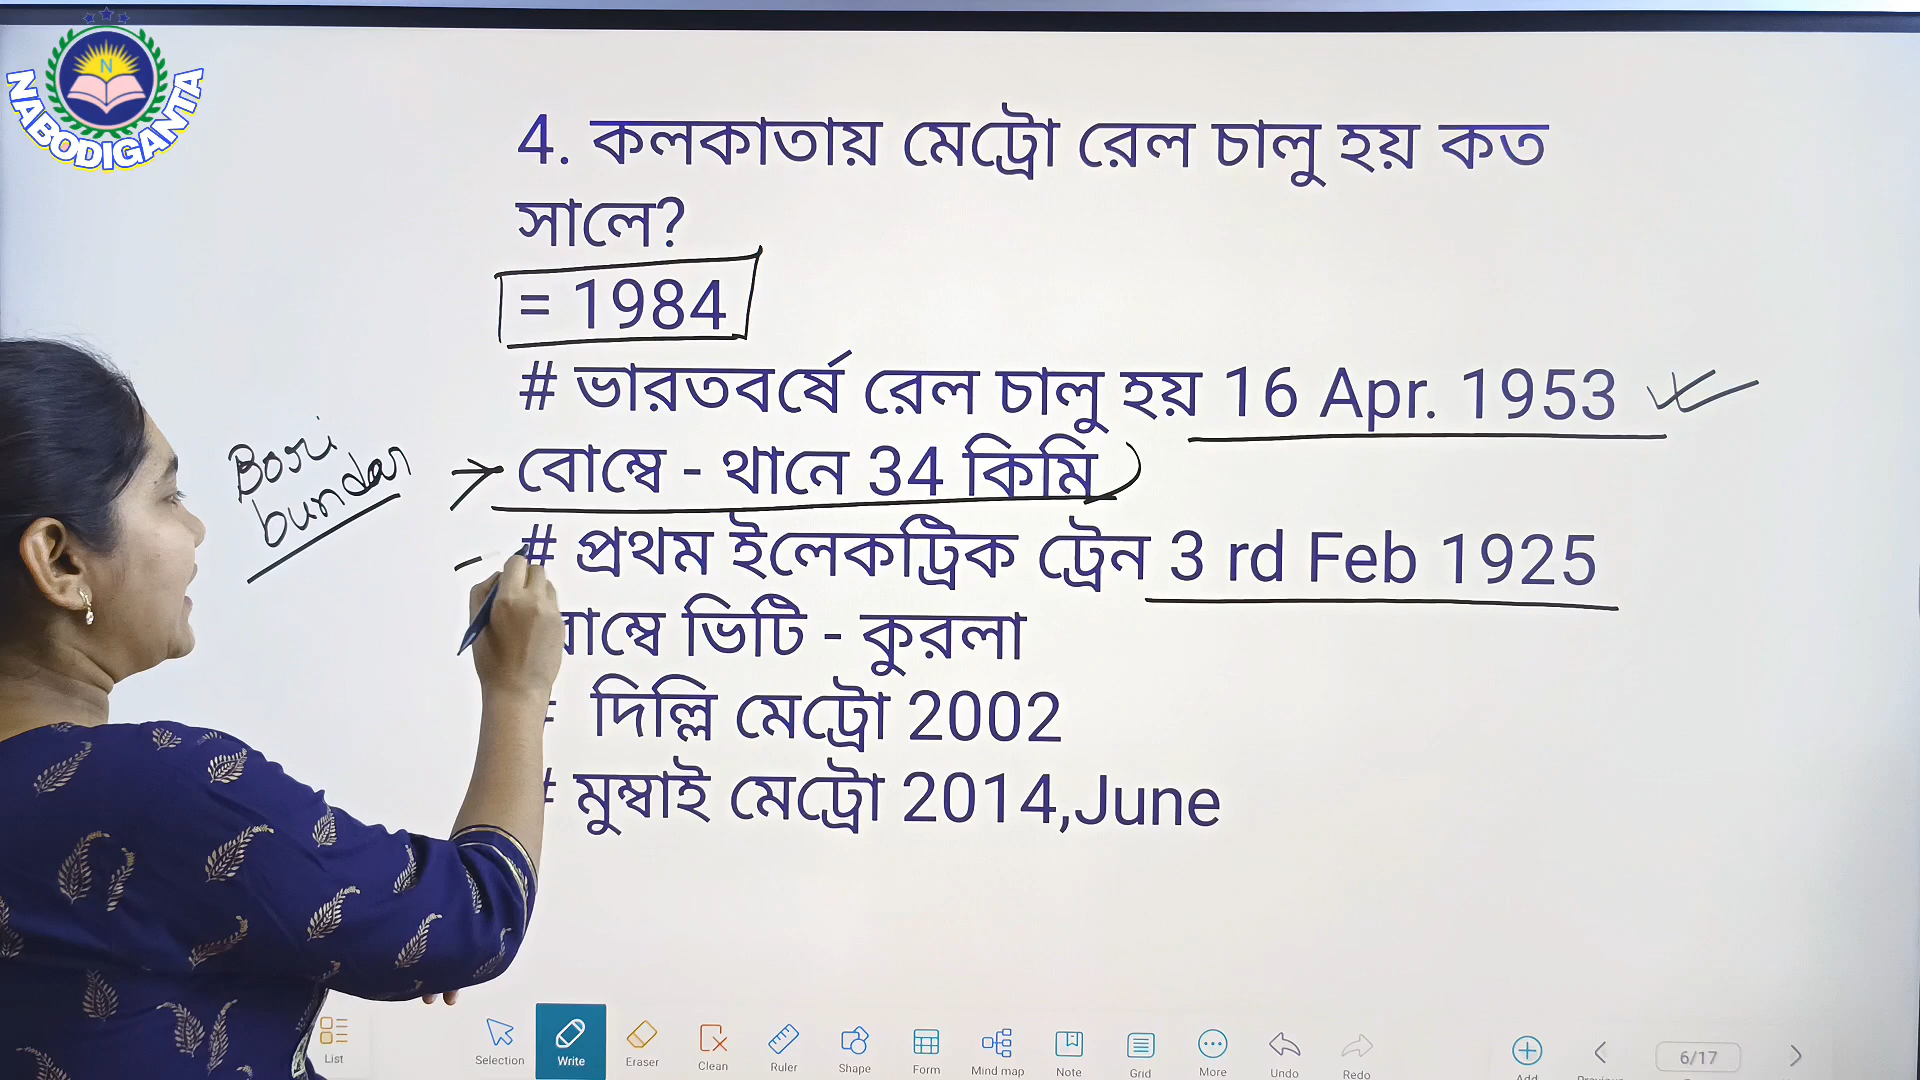 NABODIGANTA
N
4. কলকাতায় মেট্রো রেল চালু হয় কত
সালে?
= 1984
# ভারতবর্ষে রেল চালু হয় 16 Apr. 1953
বোম্বে - থানে 34 কিমি
Bori
bundar
# প্রথম ইলেকট্রিক ট্রেন 3 rd Feb 1925
ম্বে ভিটি - কুরলা
# দিল্লি মেট্রো 2002
# মুম্বাই মেট্রো 2014,June
List
Selection
Write
Eraser
Clean
Ruler
Shape
Form
Mind map
Note
Grid
More
Undo
Redo
Add
6/17